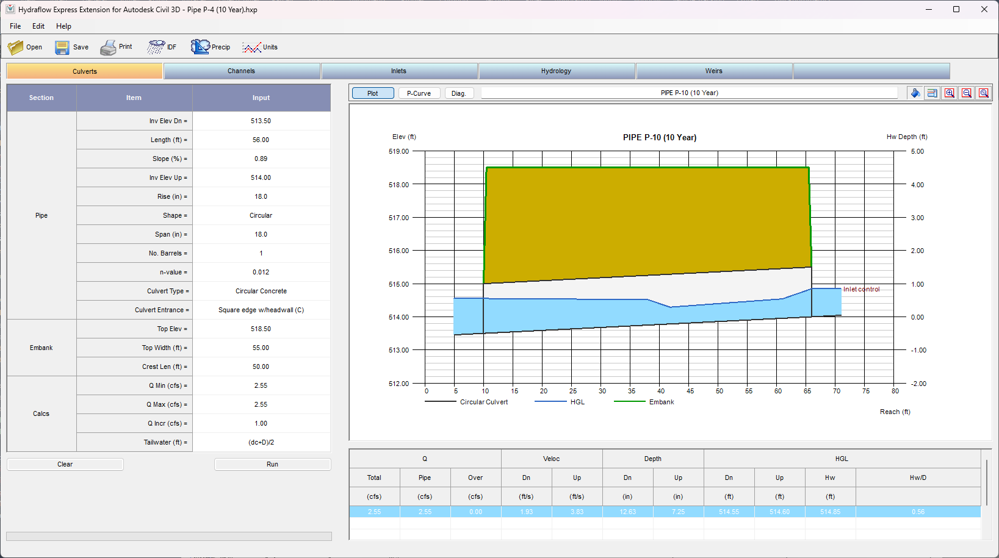 Hydraflow Express Extension for Autodesk Civil 3D - Pipe P-4 (10 Year).hxp
File Edit Help
Open Save Print IDF Precip Units
Culverts Channels Inlets Hydrology Weirs
Section Item Input
Pipe
Inv Elev Dn = 513.50
Length (ft) = 56.00
Slope (%) = 0.89
Inv Elev Up = 514.00
Rise (in) = 18.0
Shape = Circular
Span (in) = 18.0
No. Barrels = 1
n-value = 0.012
Culvert Type = Circular Concrete
Culvert Entrance = Square edge w/headwall (C)
Embank
Top Elev = 518.50
Top Width (ft) = 55.00
Crest Len (ft) = 50.00
Calcs
Q Min (cfs) = 2.55
Q Max (cfs) = 2.55
Q Incr (cfs) = 1.00
Tailwater (ft) = (dc+D)/2
Clear Run
Plot P-Curve Diag. PIPE P-10 (10 Year)
Elev (ft) PIPE P-10 (10 Year) Hw Depth (ft)
519.00 5.00
518.00 4.00
517.00 3.00
516.00 2.00
515.00 1.00
Inlet control
514.00 0.00
513.00 -1.00
512.00 -2.00
0 5 10 15 20 25 30 35 40 45 50 55 60 65 70 75 80
Circular Culvert HGL Embank
Reach (ft)
Q Veloc Depth HGL
Total Pipe Over Dn Up Dn Up Dn Up Hw Hw/D
(cfs) (cfs) (cfs) (ft/s) (ft/s) (in) (in) (ft) (ft) (ft)
2.55 2.55 0.00 1.93 3.83 12.63 7.25 514.55 514.60 514.85 0.56